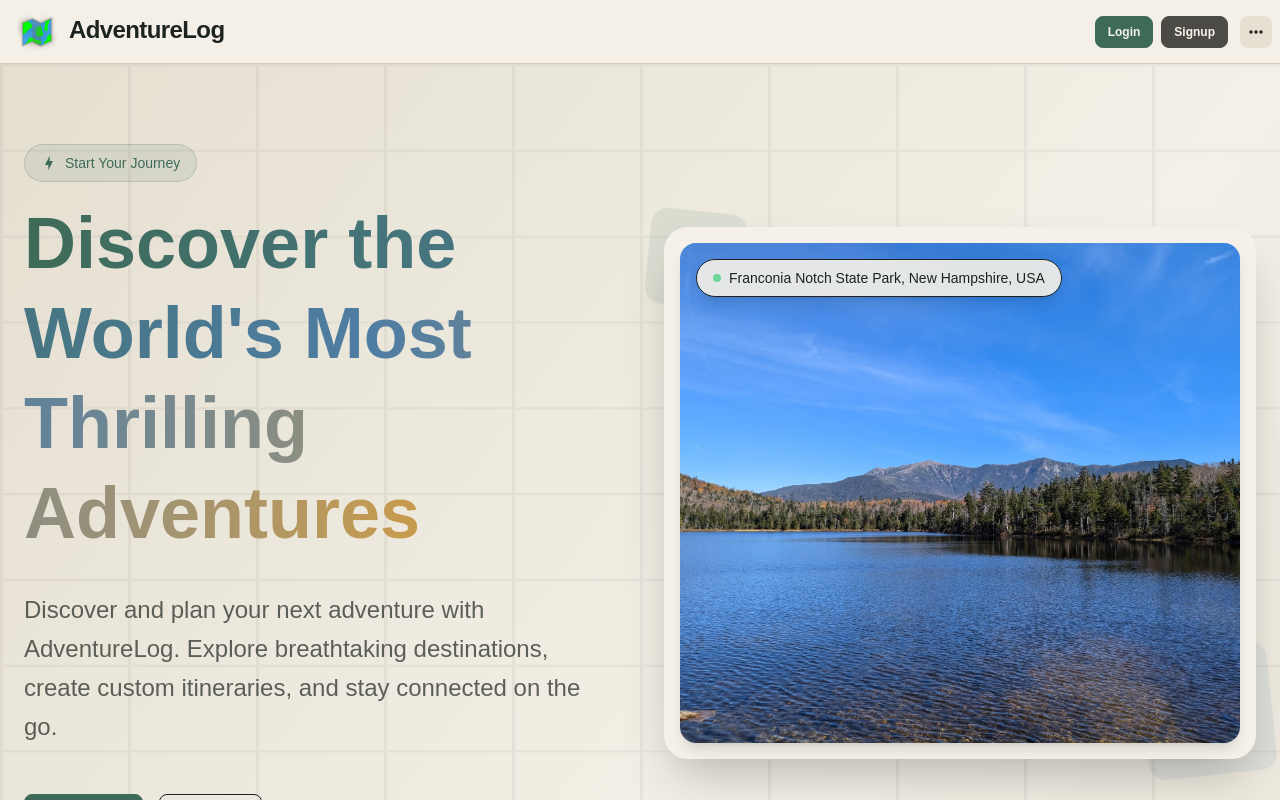 AdventureLog
Login
Signup
Start Your Journey
Discover the
World's Most
Thrilling
Adventures
Discover and plan your next adventure with
AdventureLog. Explore breathtaking destinations,
create custom itineraries, and stay connected on the
go.
Franconia Notch State Park, New Hampshire, USA